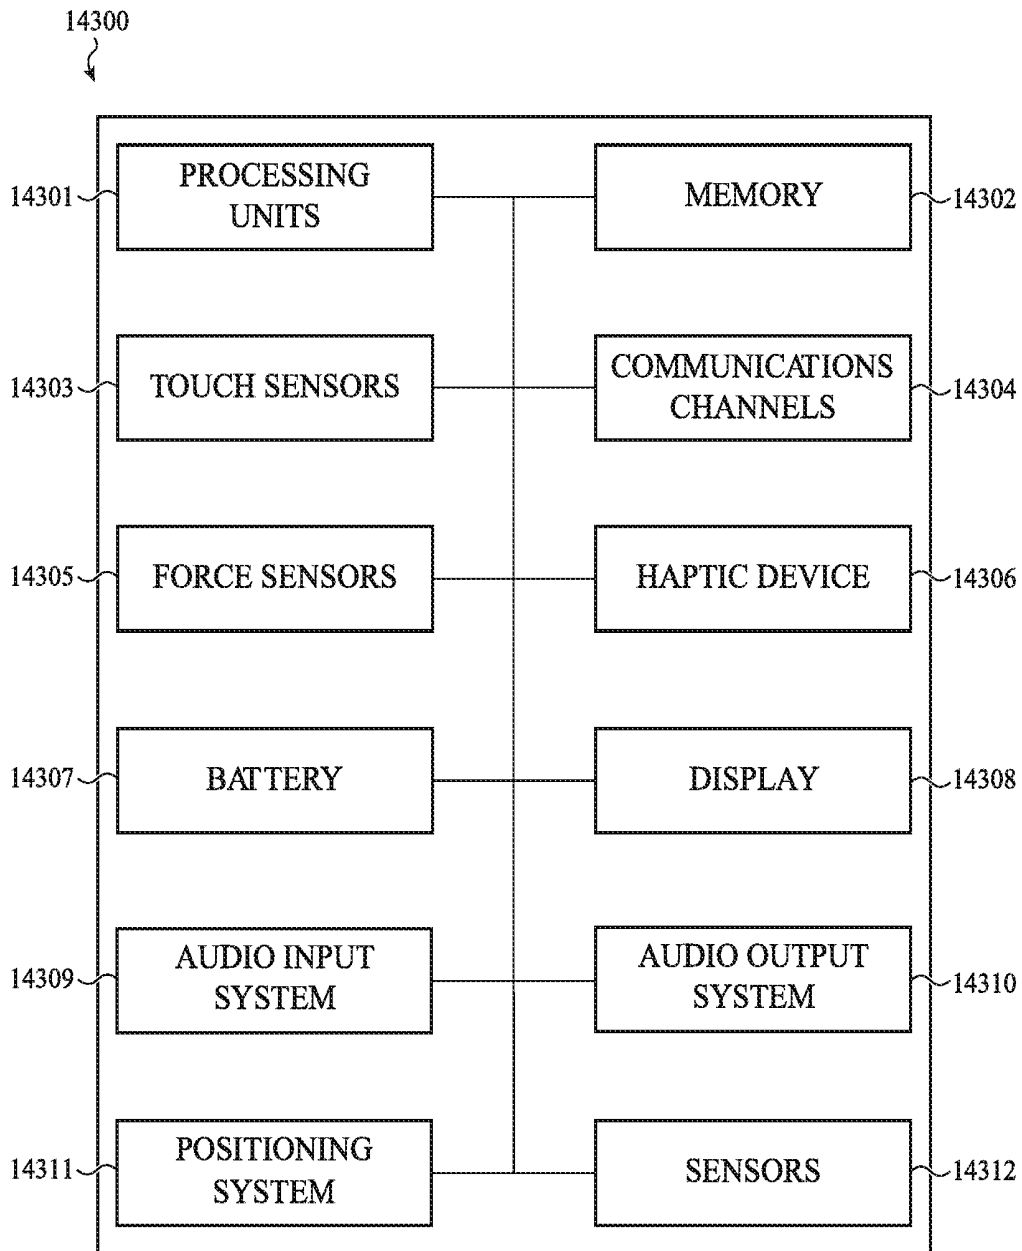 14300
14301
PROCESSING
UNITS
MEMORY
14302
14303
TOUCH SENSORS
COMMUNICATIONS
CHANNELS
14304
14305
FORCE SENSORS
HAPTIC DEVICE
14306
14307
BATTERY
DISPLAY
14308
14309
AUDIO INPUT
SYSTEM
AUDIO OUTPUT
SYSTEM
14310
14311
POSITIONING
SYSTEM
SENSORS
14312